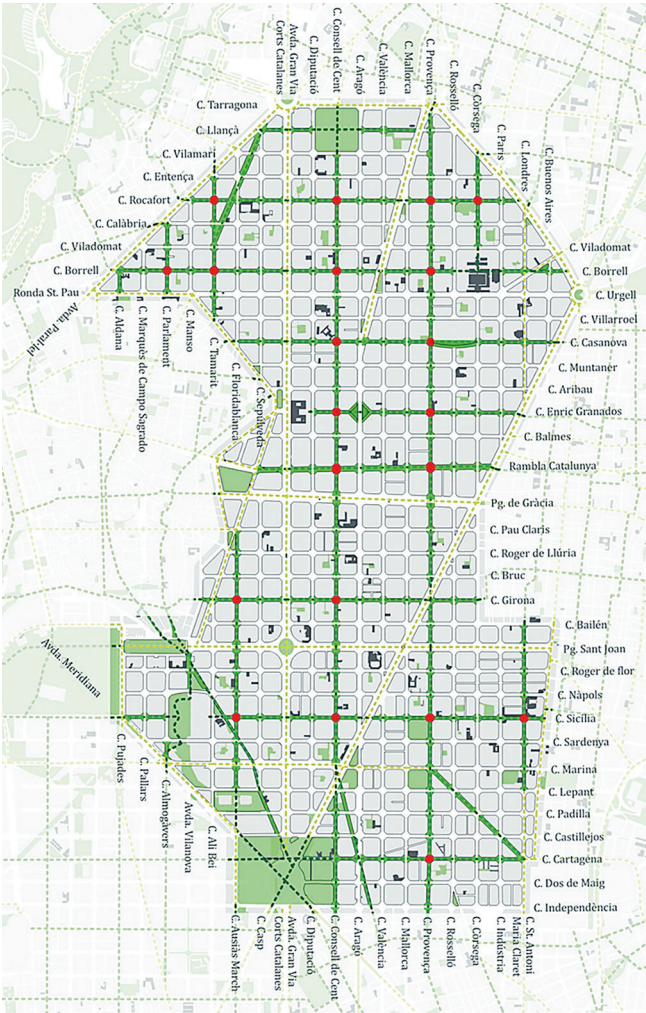 Avda. Gran Via
Corts Catalanes
C. Diputació
C. Consell de Cent
C. Aragó
C. València
C. Mallorca
C. Provença
C. Rosselló
C. Còrsega
C. París
C. Londres
C. Buenos Aires
C. Tarragona
C. Llançà
C. Vilamarí
C. Entença
C. Rocafort
C. Calàbria
C. Viladomat
C. Borrell
Ronda St. Pau
Avda. Paral·lel
C. Aldana
C. Marquès de Campo Sagrado
C. Parlament
C. Manso
C. Tamarit
C. Floridablanca
C. Sepúlveda
C. Viladomat
C. Borrell
C. Urgell
C. Villarroel
C. Casanova
C. Muntaner
C. Aribau
C. Enric Granados
C. Balmes
Rambla Catalunya
Pg. de Gràcia
C. Pau Claris
C. Roger de Llúria
C. Bruc
C. Girona
C. Bailén
Pg. Sant Joan
C. Roger de flor
C. Nàpols
C. Sicília
C. Sardenya
C. Marina
C. Lepant
C. Padilla
C. Castillejos
C. Cartagena
C. Dos de Maig
C. Independència
Avda. Meridiana
C. Pujades
C. Pallars
C. Almogàvers
Avda. Vilanova
C. Alí Bei
C. Ausiàs March
C. Casp
Avda. Gran Via
Corts Catalanes
C. Diputació
C. Consell de Cent
C. Aragó
C. València
C. Mallorca
C. Provença
C. Rosselló
C. Còrsega
C. Indústria
C. St. Antoni
Maria Claret